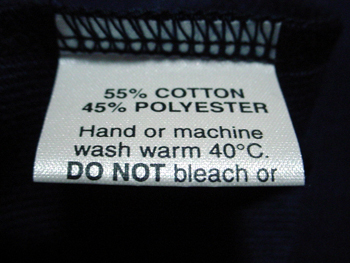 55% COTTON
45% POLYESTER
Hand or machine
wash warm 40°C.
DO NOT bleach or